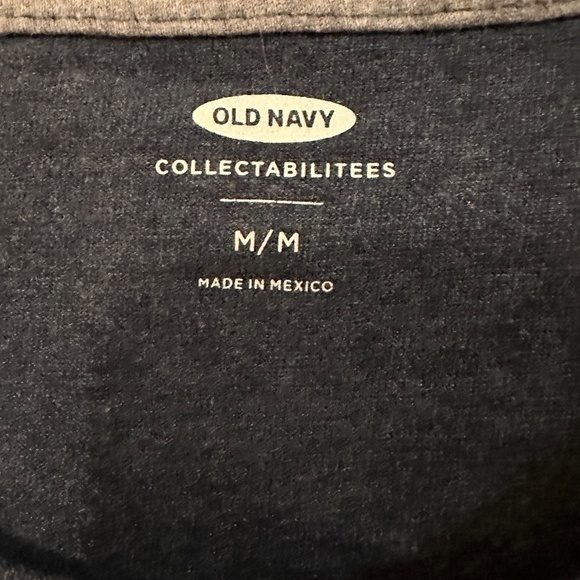 OLD NAVY
COLLECTABILITEES
M/M
MADE IN MEXICO